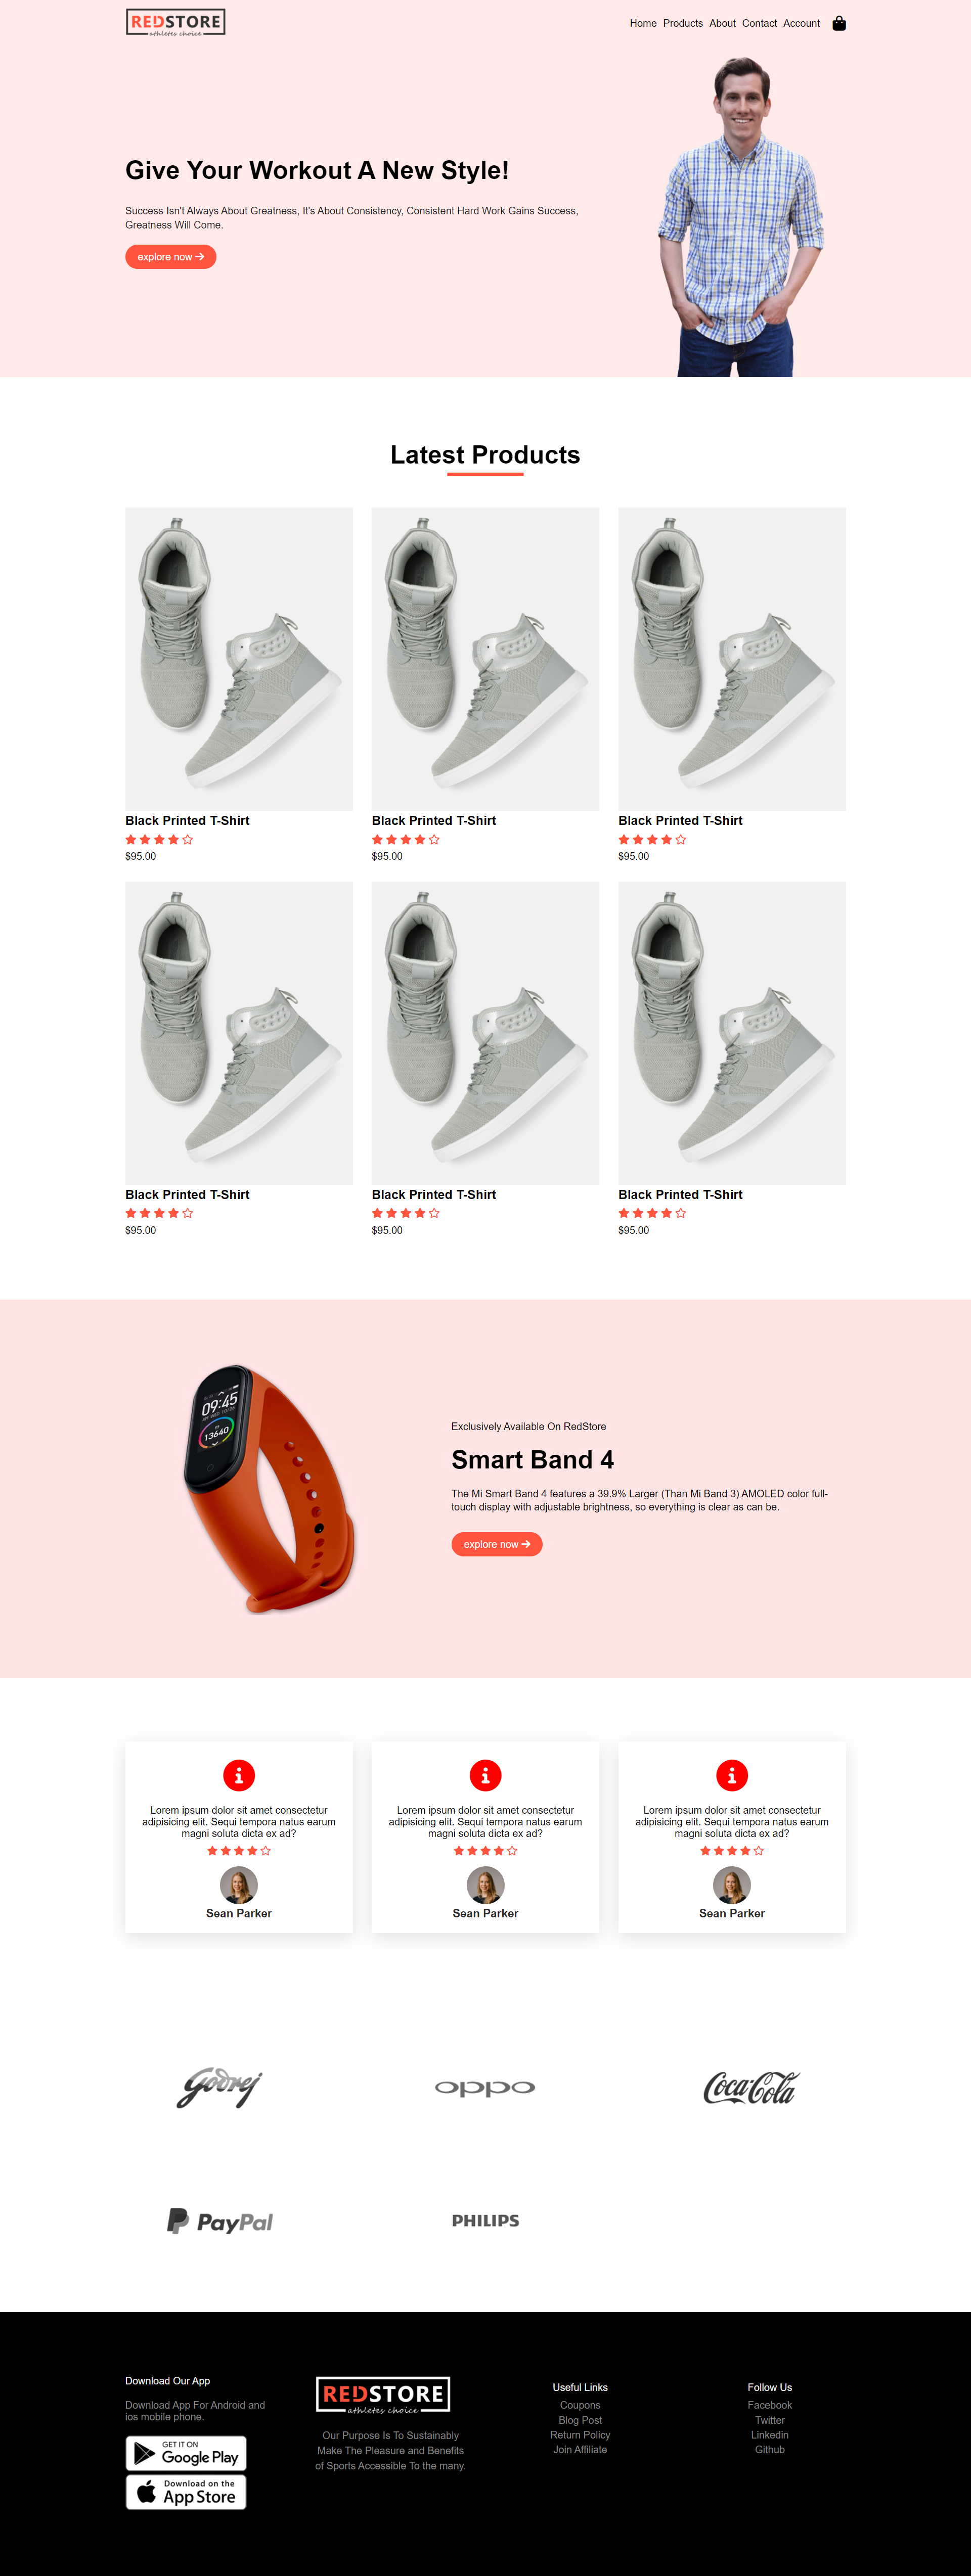 REDSTORE
athletes choice
Home Products About Contact Account
Give Your Workout A New Style!
Success Isn't Always About Greatness, It's About Consistency, Consistent Hard Work Gains Success,
Greatness Will Come.
explore now
Latest Products
Black Printed T-Shirt
$95.00
Black Printed T-Shirt
$95.00
Black Printed T-Shirt
$95.00
Black Printed T-Shirt
$95.00
Black Printed T-Shirt
$95.00
Black Printed T-Shirt
$95.00
09:45
13640
Exclusively Available On RedStore
Smart Band 4
The Mi Smart Band 4 features a 39.9% Larger (Than Mi Band 3) AMOLED color full-
touch display with adjustable brightness, so everything is clear as can be.
explore now
Lorem ipsum dolor sit amet consectetur
adipisicing elit. Sequi tempora natus earum
magni soluta dicta ex ad?
Sean Parker
Lorem ipsum dolor sit amet consectetur
adipisicing elit. Sequi tempora natus earum
magni soluta dicta ex ad?
Sean Parker
Lorem ipsum dolor sit amet consectetur
adipisicing elit. Sequi tempora natus earum
magni soluta dicta ex ad?
Sean Parker
Godrej
oppo
Coca-Cola
PayPal
PHILIPS
Download Our App
Download App For Android and
ios mobile phone.
GET IT ON
Google Play
Download on the
App Store
REDSTORE
athletes choice
Our Purpose Is To Sustainably
Make The Pleasure and Benefits
of Sports Accessible To the many.
Useful Links
Coupons
Blog Post
Return Policy
Join Affiliate
Follow Us
Facebook
Twitter
Linkedin
Github